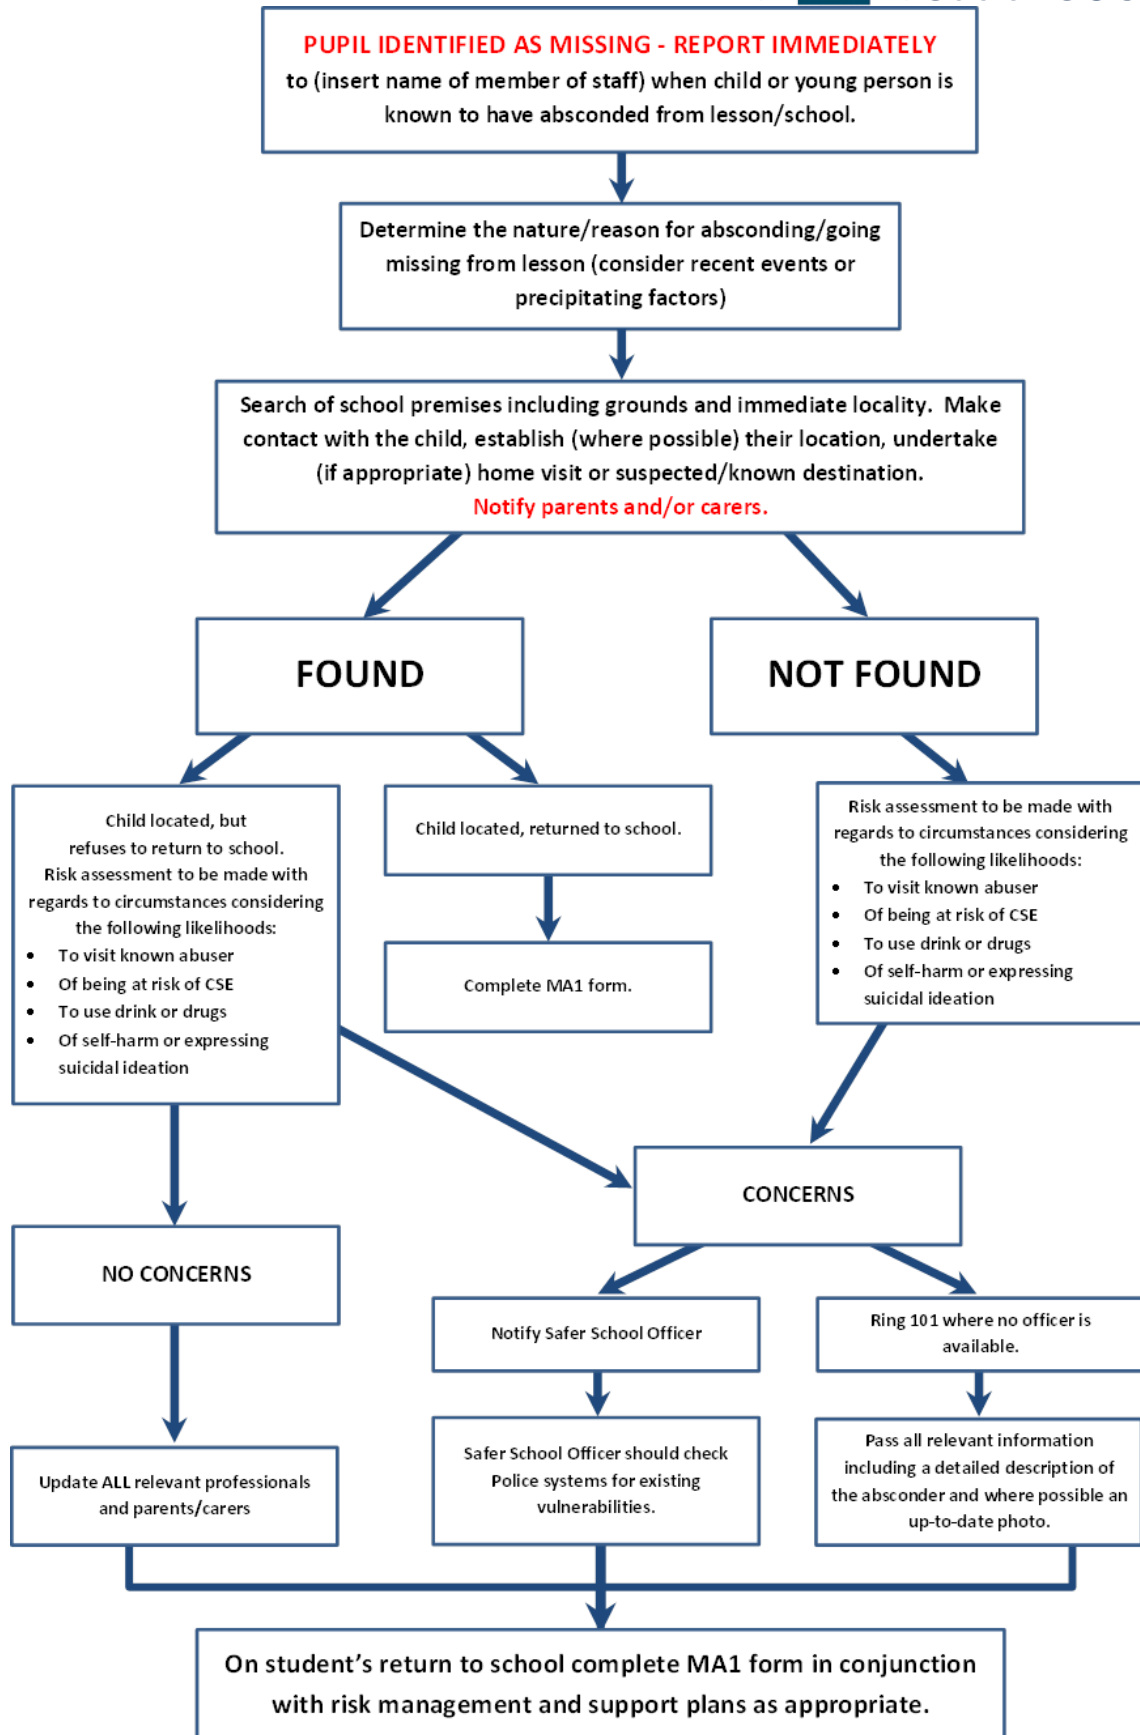 PUPIL IDENTIFIED AS MISSING - REPORT IMMEDIATELY
to (insert name of member of staff) when child or young person is
known to have absconded from lesson/school.
Determine the nature/reason for absconding/going
missing from lesson (consider recent events or
precipitating factors)
Search of school premises including grounds and immediate locality.  Make
contact with the child, establish (where possible) their location, undertake
(if appropriate) home visit or suspected/known destination.
Notify parents and/or carers.
FOUND
NOT FOUND
Child located, but
refuses to return to school.
Risk assessment to be made with
regards to circumstances considering
the following likelihoods:
• To visit known abuser
• Of being at risk of CSE
• To use drink or drugs
• Of self-harm or expressing
suicidal ideation
Child located, returned to school.
Complete MA1 form.
Risk assessment to be made with
regards to circumstances considering
the following likelihoods:
• To visit known abuser
• Of being at risk of CSE
• To use drink or drugs
• Of self-harm or expressing
suicidal ideation
CONCERNS
NO CONCERNS
Notify Safer School Officer
Ring 101 where no officer is
available.
Update ALL relevant professionals
and parents/carers
Safer School Officer should check
Police systems for existing
vulnerabilities.
Pass all relevant information
including a detailed description of
the absconder and where possible an
up-to-date photo.
On student's return to school complete MA1 form in conjunction
with risk management and support plans as appropriate.